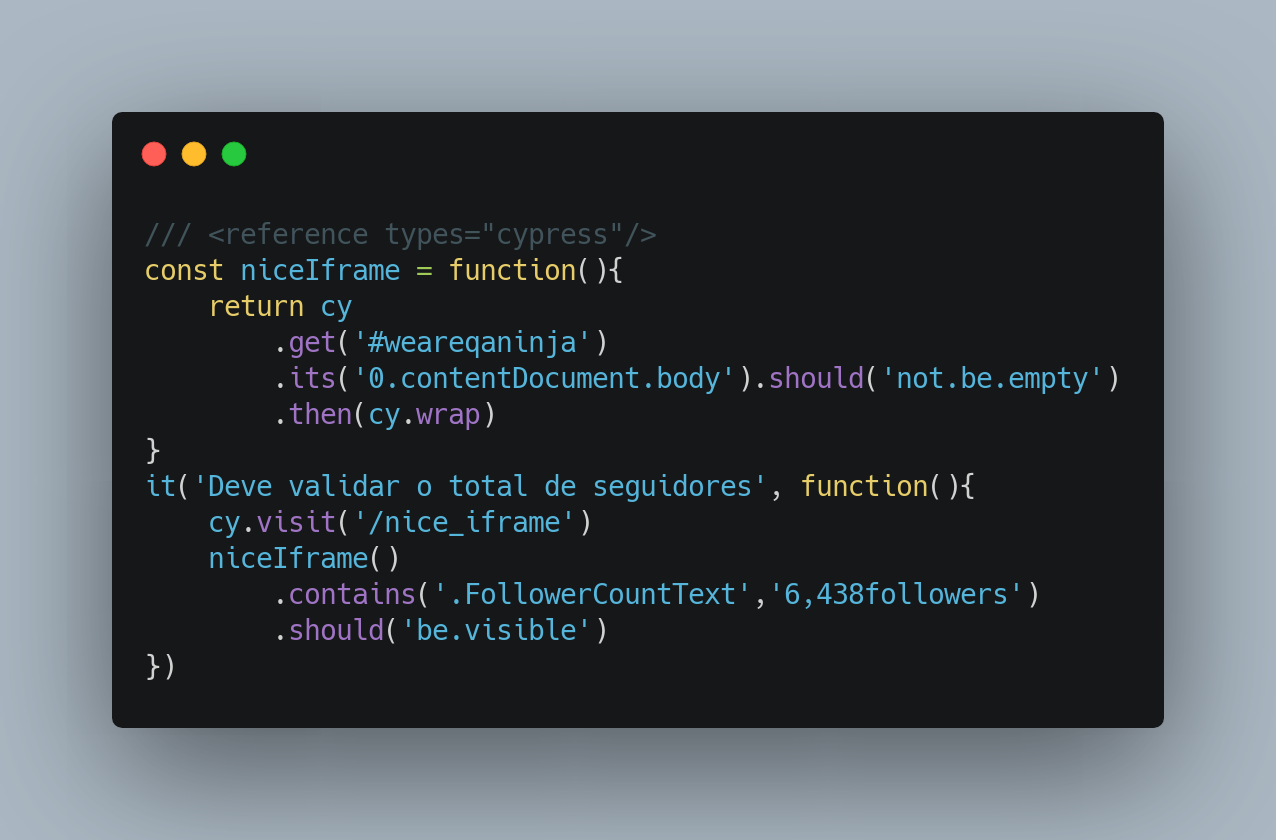 /// <reference types="cypress"/>
const niceIframe = function(){
    return cy
        .get('#weareqaninja')
        .its('0.contentDocument.body').should('not.be.empty')
        .then(cy.wrap)
}
it('Deve validar o total de seguidores', function(){
    cy.visit('/nice_iframe')
    niceIframe()
        .contains('.FollowerCountText','6,438followers')
        .should('be.visible')
})